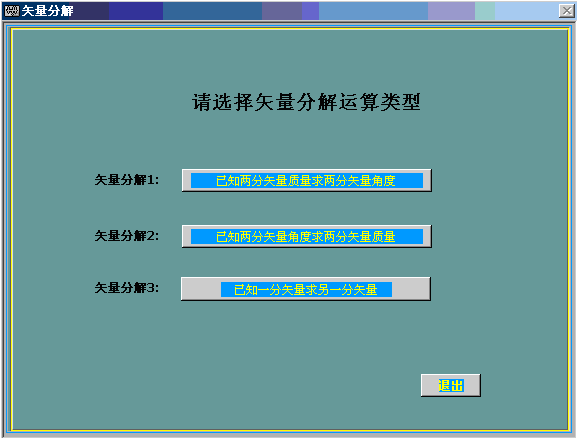 矢量分解
请选择矢量分解运算类型
矢量分解1: 已知两分矢量质量求两分矢量角度
矢量分解2: 已知两分矢量角度求两分矢量质量
矢量分解3: 已知一分矢量求另一分矢量
退出